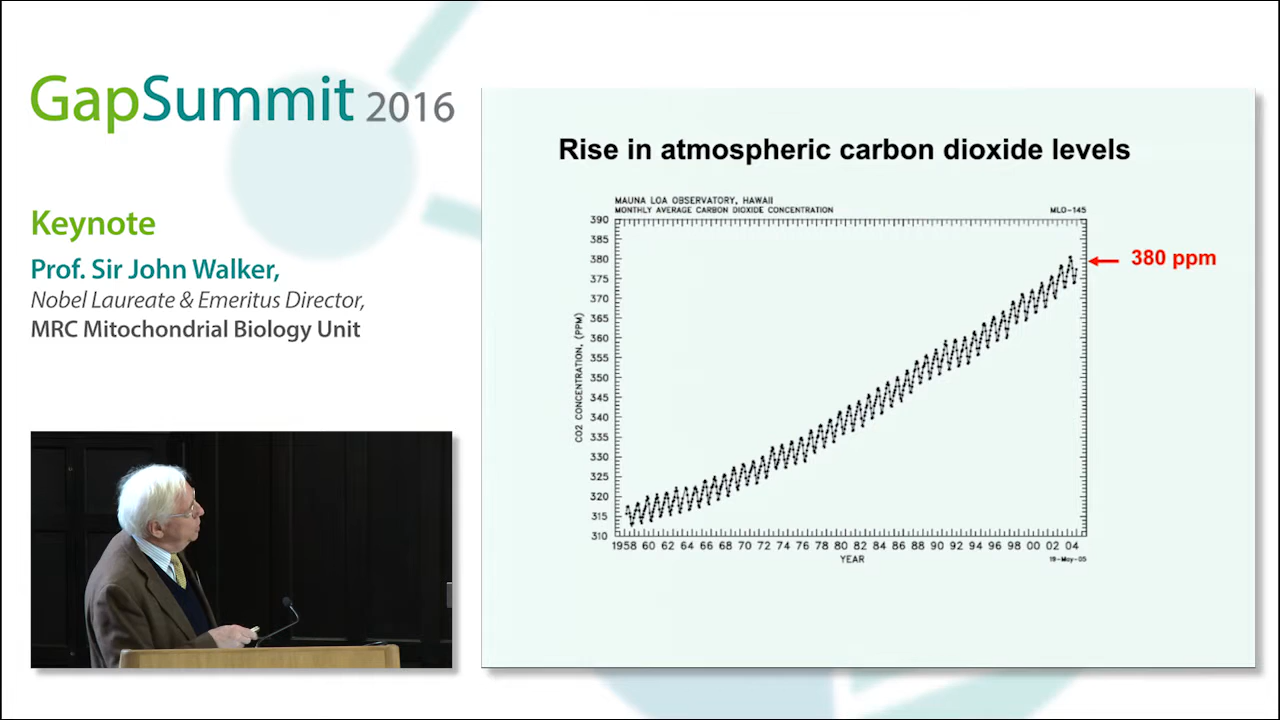 GapSummit 2016
Keynote
Prof. Sir John Walker,
Nobel Laureate & Emeritus Director,
MRC Mitochondrial Biology Unit
Rise in atmospheric carbon dioxide levels
MAUNA LOA OBSERVATORY, HAWAII
MONTHLY AVERAGE CARBON DIOXIDE CONCENTRATION MLO-145
390
385
380
375
370
365
360
355
350
345
340
335
330
325
320
315
310
CO2 CONCENTRATION, (PPM)
380 ppm
1958 60 62 64 66 68 70 72 74 76 78 80 82 84 86 88 90 92 94 96 98 00 02 04
YEAR
19-May-05